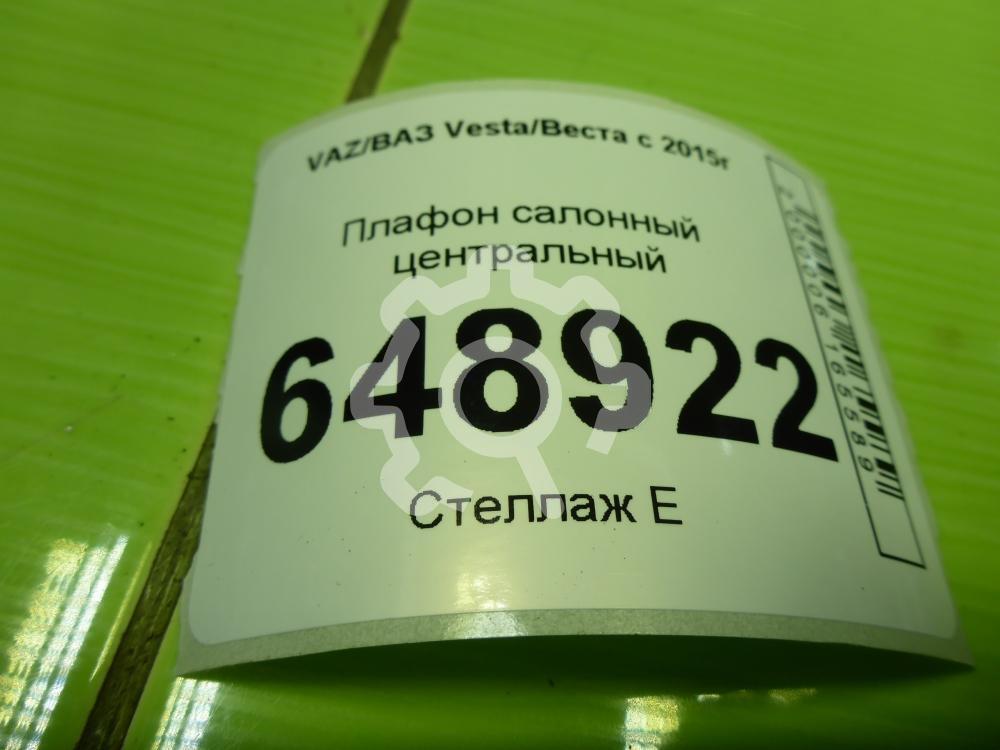 VAZ/ВАЗ Vesta/Веста с 2015г
Плафон салонный
центральный
648922
Стеллаж Е